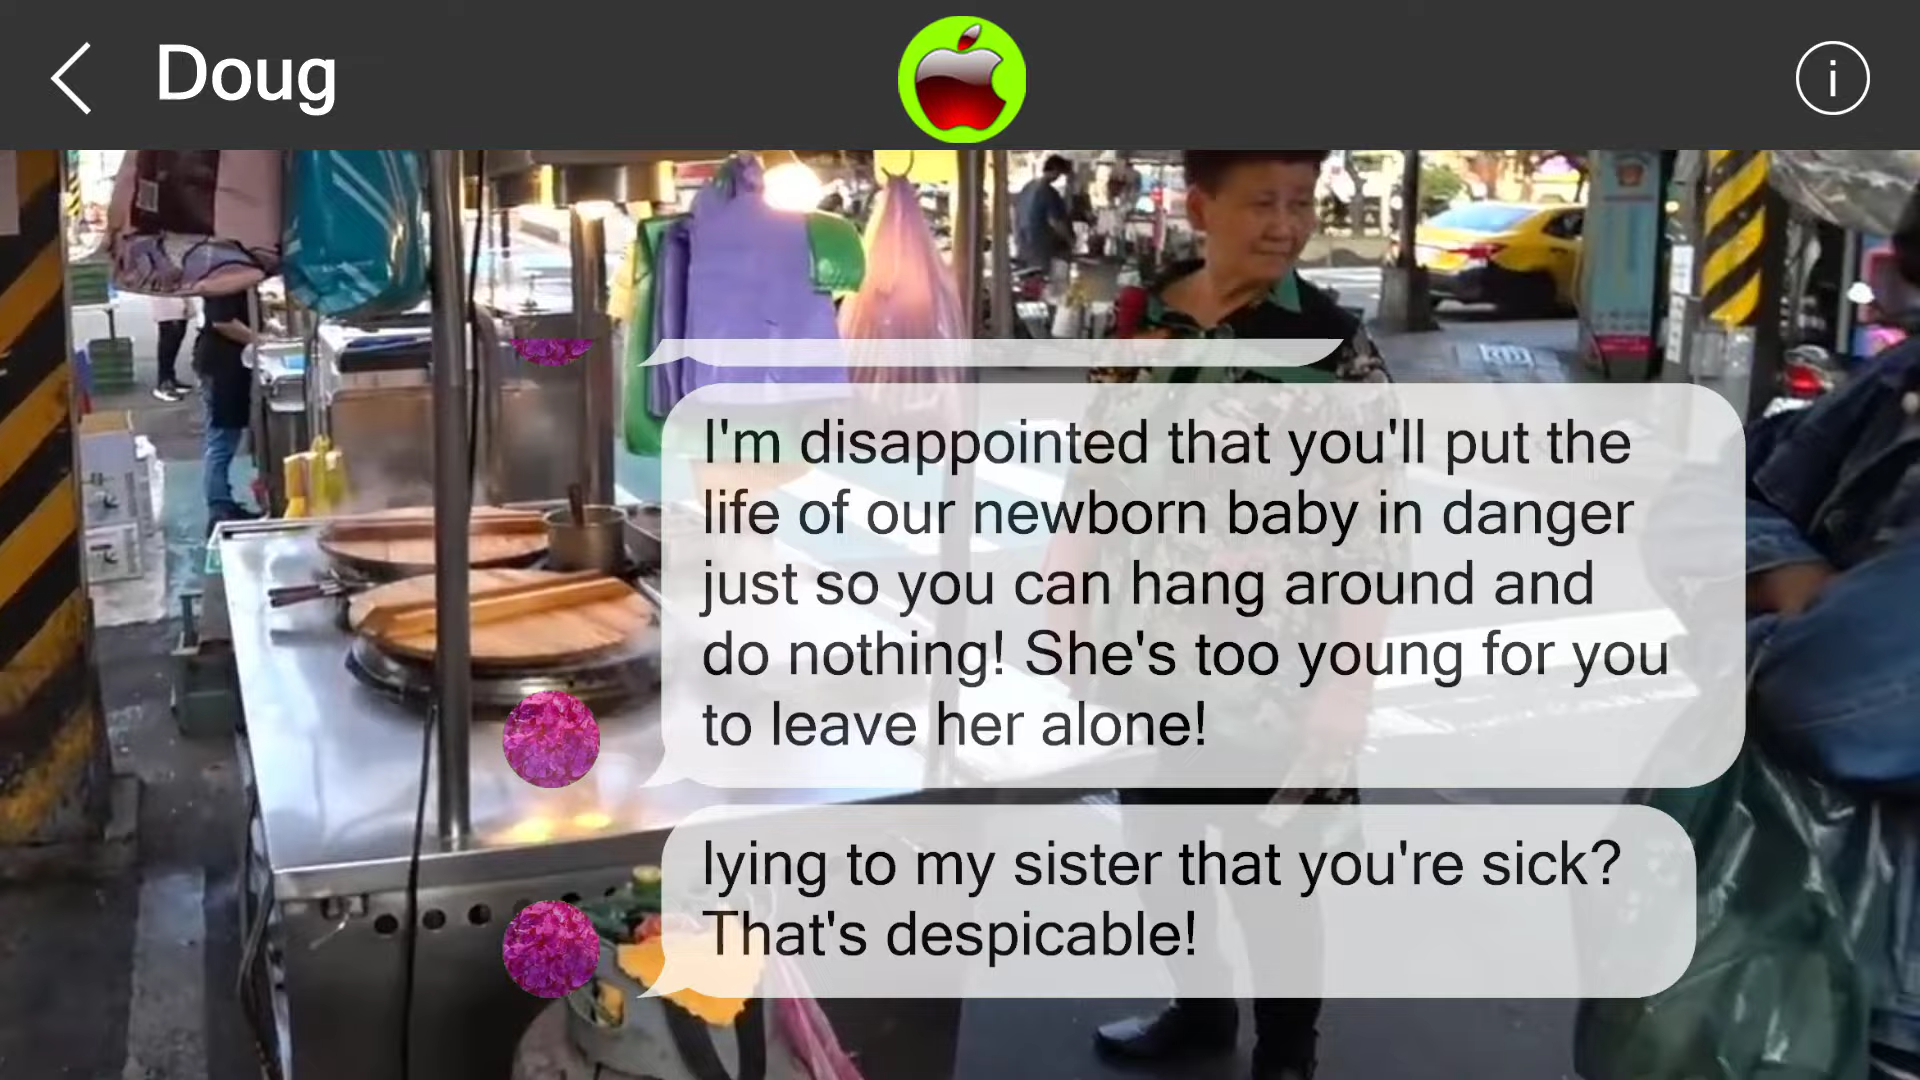 Doug
i
I'm disappointed that you'll put the
life of our newborn baby in danger
just so you can hang around and
do nothing! She's too young for you
to leave her alone!
lying to my sister that you're sick?
That's despicable!